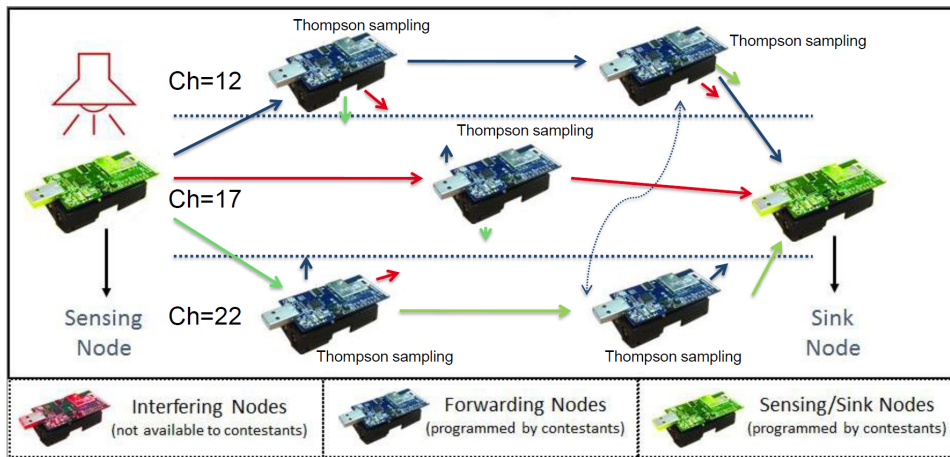 Thompson sampling
Thompson sampling
Ch=12
Thompson sampling
Ch=17
Ch=22
Sensing
Node
Sink
Node
Thompson sampling
Thompson sampling
Interfering Nodes
(not available to contestants)
Forwarding Nodes
(programmed by contestants)
Sensing/Sink Nodes
(programmed by contestants)